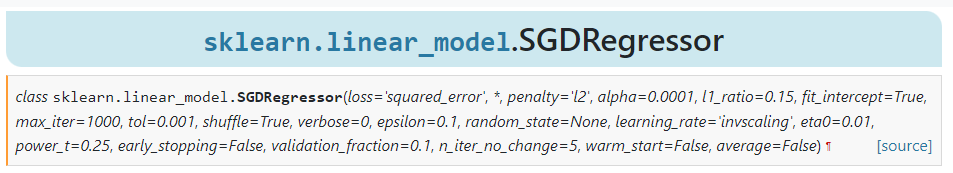 sklearn.linear_model.SGDRegressor
class sklearn.linear_model.SGDRegressor(loss='squared_error', *, penalty='l2', alpha=0.0001, l1_ratio=0.15, fit_intercept=True,
max_iter=1000, tol=0.001, shuffle=True, verbose=0, epsilon=0.1, random_state=None, learning_rate='invscaling', eta0=0.01,
power_t=0.25, early_stopping=False, validation_fraction=0.1, n_iter_no_change=5, warm_start=False, average=False) ¶ [source]